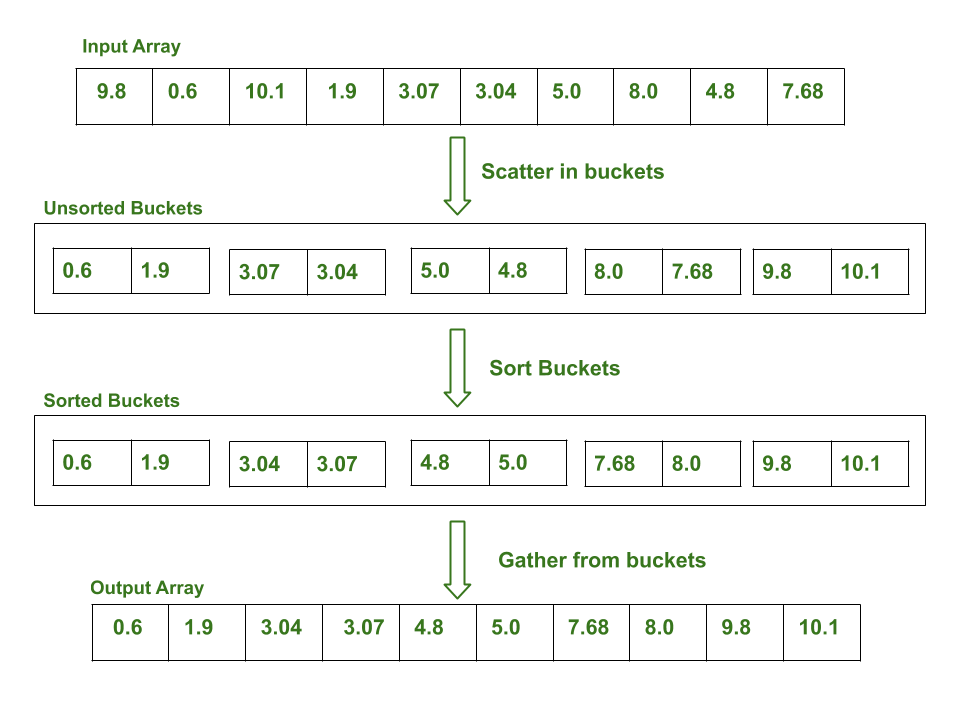 Input Array
9.8 0.6 10.1 1.9 3.07 3.04 5.0 8.0 4.8 7.68
Scatter in buckets
Unsorted Buckets
0.6 1.9 3.07 3.04 5.0 4.8 8.0 7.68 9.8 10.1
Sort Buckets
Sorted Buckets
0.6 1.9 3.04 3.07 4.8 5.0 7.68 8.0 9.8 10.1
Gather from buckets
Output Array
0.6 1.9 3.04 3.07 4.8 5.0 7.68 8.0 9.8 10.1